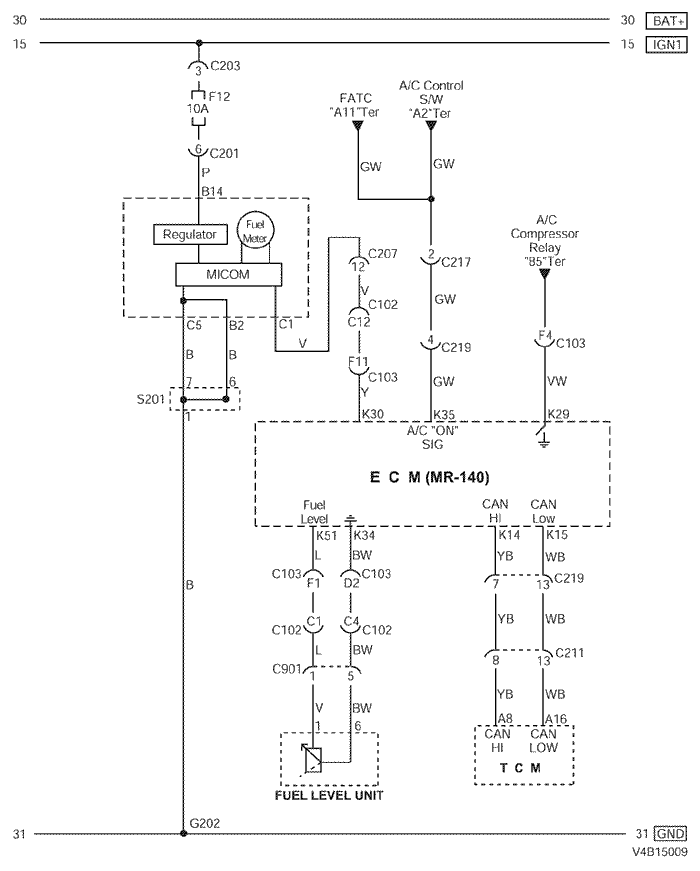 30 30 BAT+
15 15 IGN1
3 C203
F12
10A
6 C201
P
B14
Regulator
Fuel
Meter
MICOM
C5 B2 C1
V
B B
7 6
S201
1
B
FATC
"A11"Ter
A/C Control
S/W
"A2"Ter
GW GW
12 C207
V
C102
C12
F11
C103
Y
2
C217
GW
4
C219
GW
A/C
Compressor
Relay
"85"Ter
F4
C103
VW
K30 K35 K29
A/C "ON"
SIG
E C M (MR-140)
Fuel
Level
CAN
HI
CAN
Low
K51 K34 K14 K15
L BW YB WB
C103 F1 D2 C103
7 13 C219
C102 C1 C4 C102
YB WB
L BW
C901 1 5
8 13 C211
V BW
YB WB
1 6
A8 A16
CAN
HI
CAN
LOW
T C M
FUEL LEVEL UNIT
G202
31 31 GND
V4B15009